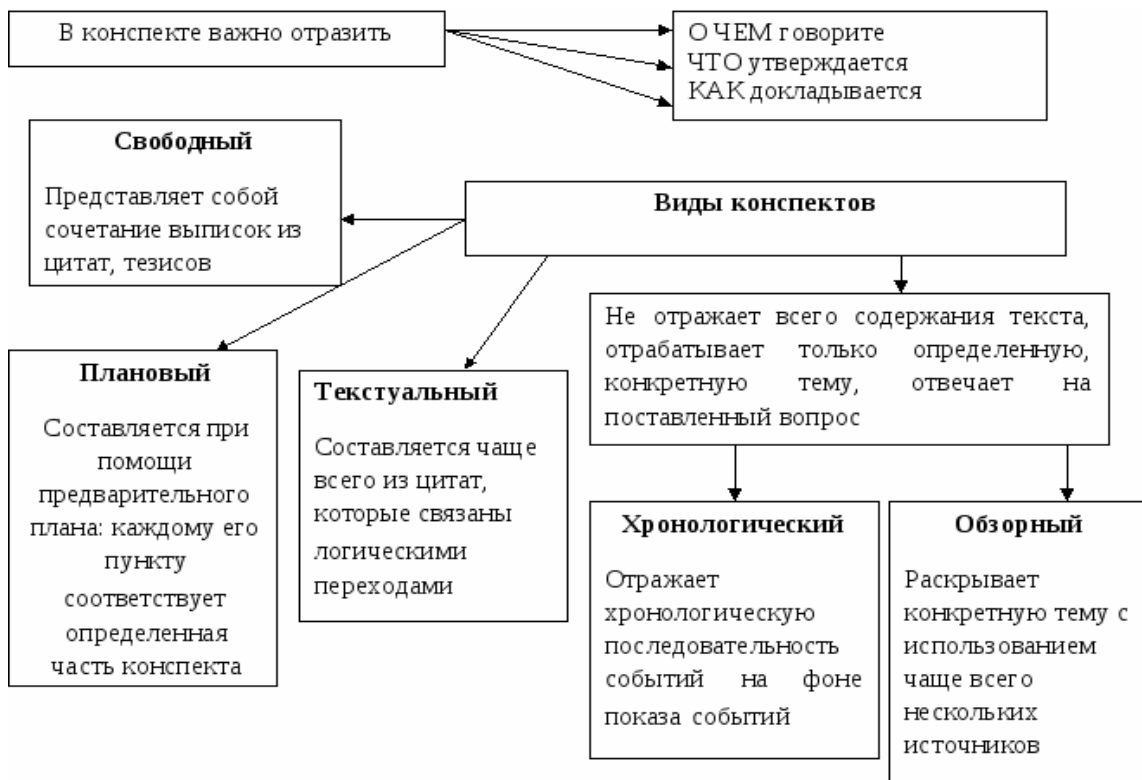 В конспекте важно отразить
О ЧЕМ говорите
ЧТО утверждается
КАК докладывается
Свободный
Представляет собой
сочетание выписок из
цитат, тезисов
Виды конспектов
Не отражает всего содержания текста,
отрабатывает только определенную,
конкретную тему, отвечает на
поставленный вопрос
Плановый
Составляется при
помощи
предварительного
плана: каждому его
пункту
соответствует
определенная
часть конспекта
Текстуальный
Составляется чаще
всего из цитат,
которые связаны
логическими
переходами
Хронологический
Отражает
хронологическую
последовательность
событий на фоне
показа событий
Обзорный
Раскрывает
конкретную тему с
использованием
чаще всего
нескольких
источников